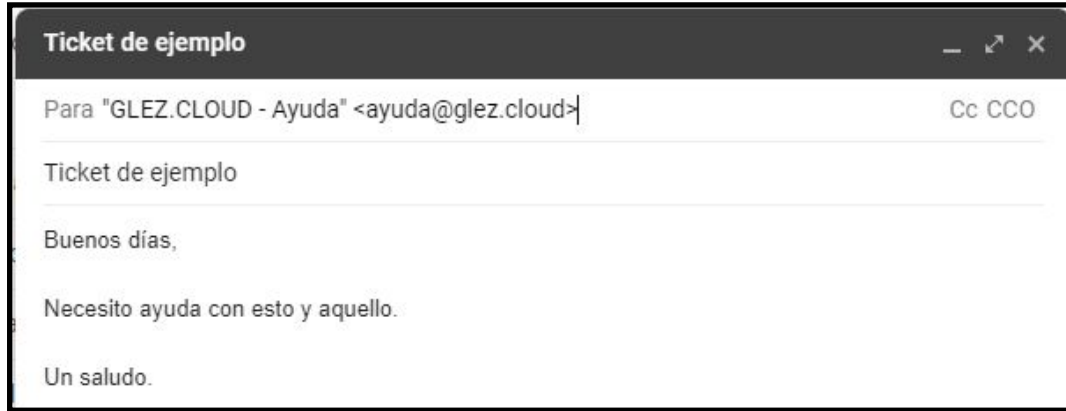 Ticket de ejemplo
Para "GLEZ.CLOUD - Ayuda" <ayuda@glez.cloud> Cc CCO
Ticket de ejemplo
Buenos días,
Necesito ayuda con esto y aquello.
Un saludo.